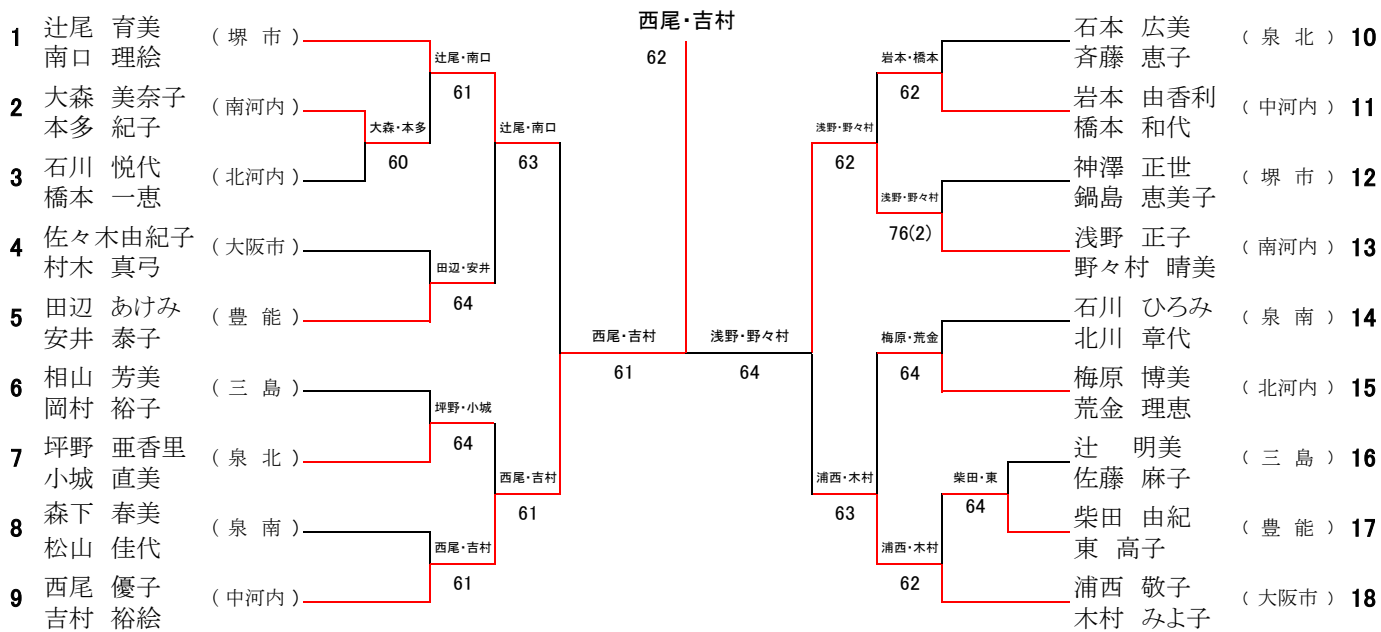 西尾・吉村
62
1 辻尾 育美
南口 理絵
(堺 市)
2 大森 美奈子
本多 紀子
(南河内)
3 石川 悦代
橋本 一恵
(北河内)
4 佐々木由紀子
村木 真弓
(大阪市)
5 田辺 あけみ
安井 泰子
(豊 能)
6 相山 芳美
岡村 裕子
(三 島)
7 坪野 亜香里
小城 直美
(泉 北)
8 森下 春美
松山 佳代
(泉 南)
9 西尾 優子
吉村 裕絵
(中河内)
辻尾・南口
61
大森・本多
60
辻尾・南口
63
田辺・安井
64
坪野・小城
64
西尾・吉村
61
西尾・吉村
61
西尾・吉村
61
浅野・野々村
64
岩本・橋本
62
浅野・野々村
62
浅野・野々村
76(2)
梅原・荒金
64
浦西・木村
63
柴田・東
64
浦西・木村
62
石本 広美
斉藤 恵子
(泉 北) 10
岩本 由香利
橋本 和代
(中河内) 11
神澤 正世
鍋島 恵美子
(堺 市) 12
浅野 正子
野々村 晴美
(南河内) 13
石川 ひろみ
北川 章代
(泉 南) 14
梅原 博美
荒金 理恵
(北河内) 15
辻 明美
佐藤 麻子
(三 島) 16
柴田 由紀
東 高子
(豊 能) 17
浦西 敬子
木村 みよ子
(大阪市) 18